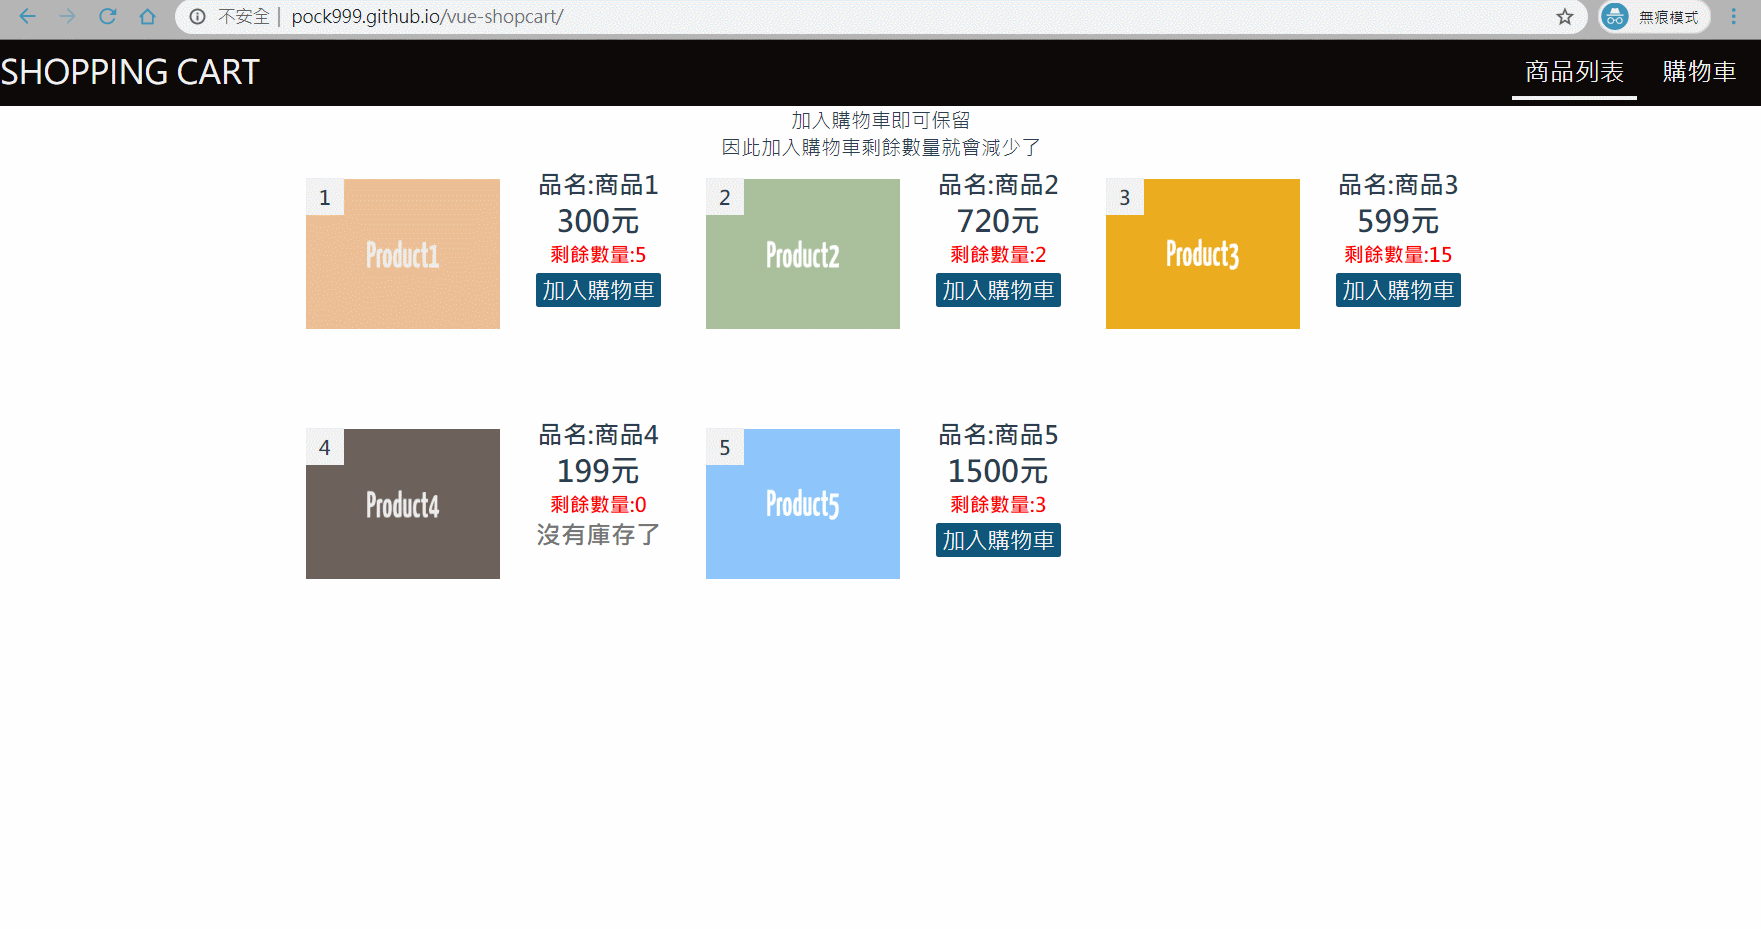 不安全 | pock999.github.io/vue-shopcart/
無痕模式
SHOPPING CART
商品列表
購物車
加入購物車即可保留
因此加入購物車剩餘數量就會減少了
1
Product1
品名:商品1
300元
剩餘數量:5
加入購物車
2
Product2
品名:商品2
720元
剩餘數量:2
加入購物車
3
Product3
品名:商品3
599元
剩餘數量:15
加入購物車
4
Product4
品名:商品4
199元
剩餘數量:0
沒有庫存了
5
Product5
品名:商品5
1500元
剩餘數量:3
加入購物車